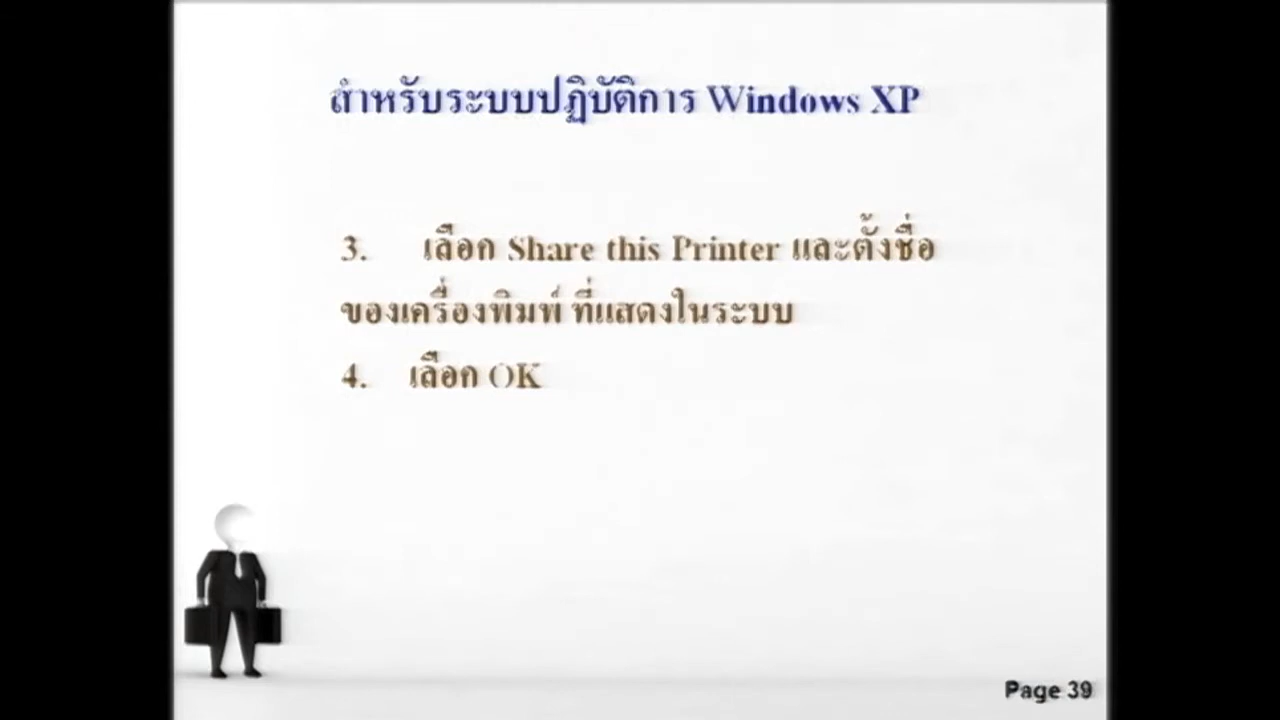 สำหรับระบบปฏิบัติการ Windows XP
3. เลือก Share this Printer และตั้งชื่อ
ของเครื่องพิมพ์ ที่แสดงในระบบ
4. เลือก OK
Page 39